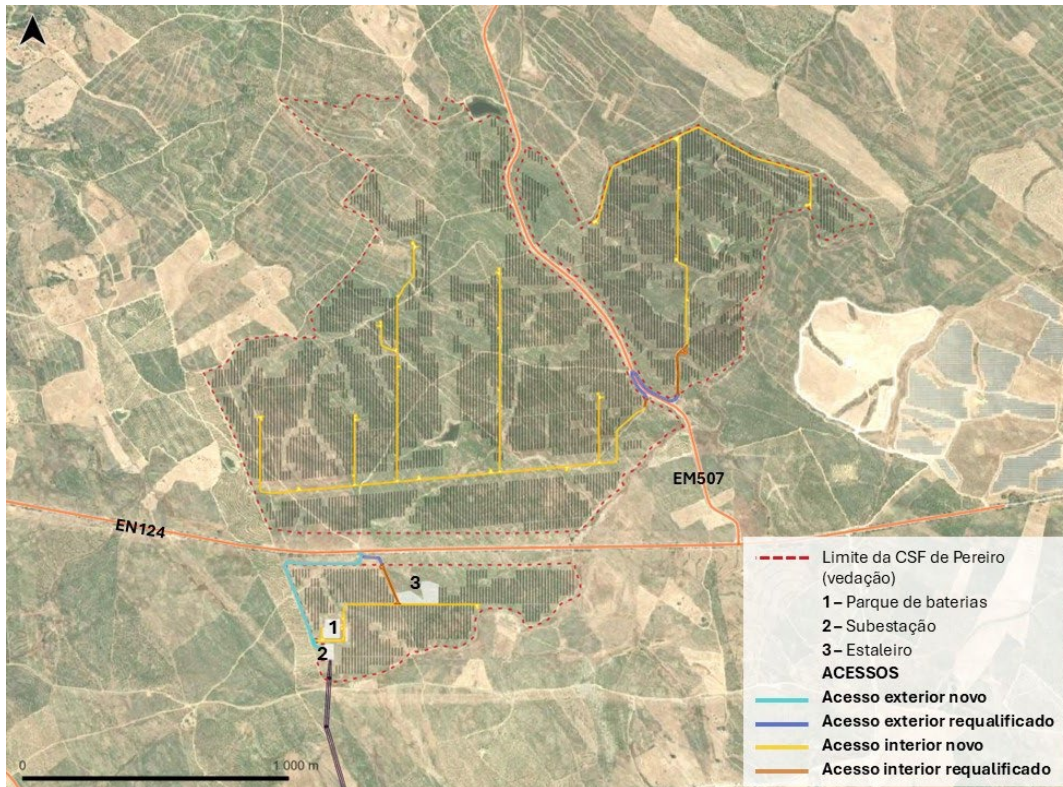 EM507
EN124
3
1
2
0
1 000 m
Limite da CSF de Pereiro
(vedação)
1 – Parque de baterias
2 – Subestação
3 – Estaleiro
ACESSOS
Acesso exterior novo
Acesso exterior requalificado
Acesso interior novo
Acesso interior requalificado